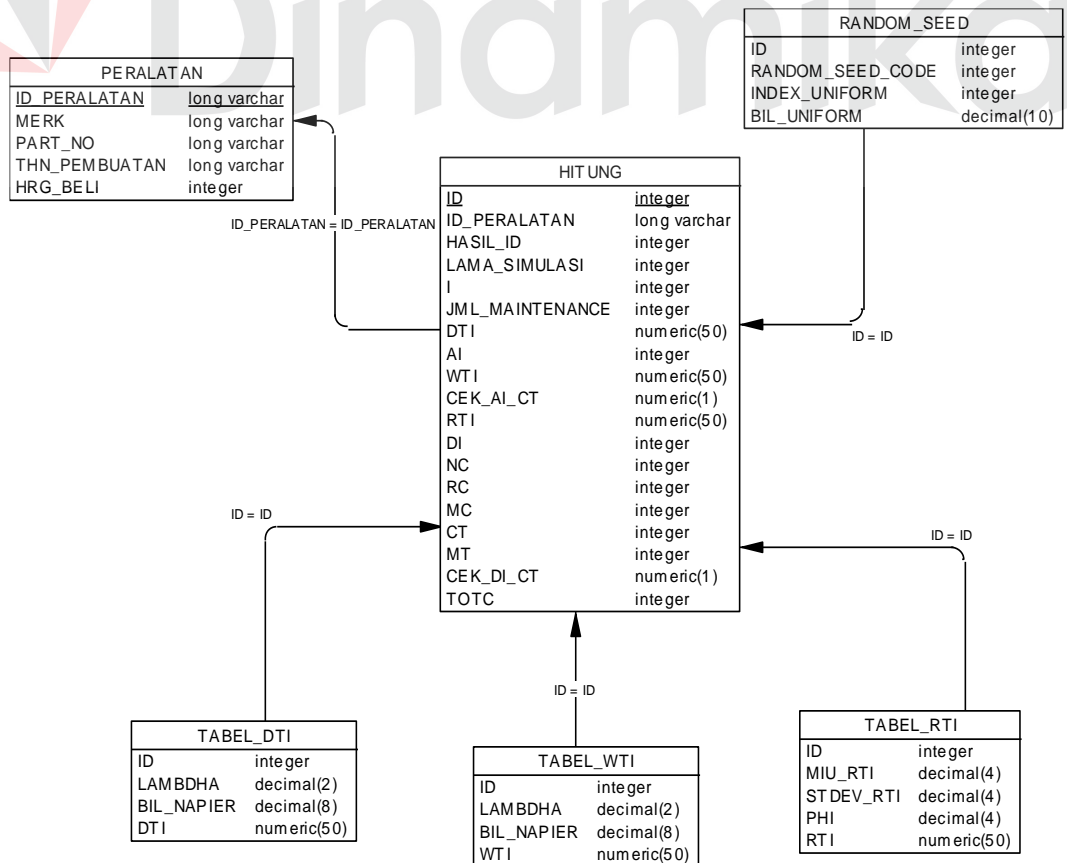 Dinamika
RANDOM_SEED
ID integer
RANDOM_SEED_CODE integer
INDEX_UNIFORM integer
BIL_UNIFORM decimal(10)
PERALATAN
ID_PERALATAN long varchar
MERK long varchar
PART_NO long varchar
THN_PEMBUATAN long varchar
HRG_BELI integer
ID_PERALATAN = ID_PERALATAN
HITUNG
ID integer
ID_PERALATAN long varchar
HASIL_ID integer
LAMA_SIMULASI integer
I integer
JML_MAINTENANCE integer
DTI numeric(50)
AI integer
WTI numeric(50)
CEK_AI_CT numeric(1)
RTI numeric(50)
DI integer
NC integer
RC integer
MC integer
CT integer
MT integer
CEK_DI_CT numeric(1)
TOTC integer
ID = ID
ID = ID
ID = ID
ID = ID
TABEL_DTI
ID integer
LAMBDHA decimal(2)
BIL_NAPIER decimal(8)
DTI numeric(50)
TABEL_WTI
ID integer
LAMBDHA decimal(2)
BIL_NAPIER decimal(8)
WTI numeric(50)
TABEL_RTI
ID integer
MIU_RTI decimal(4)
STDEV_RTI decimal(4)
PHI decimal(4)
RTI numeric(50)